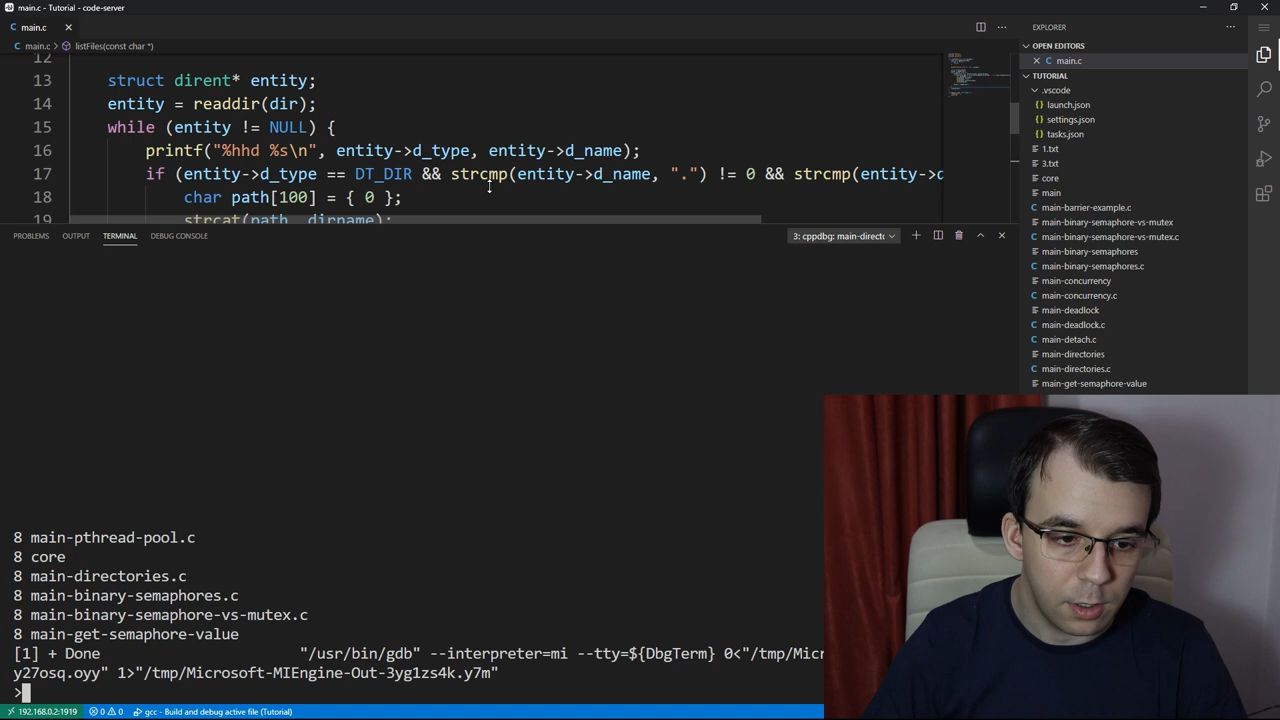 main.c - Tutorial - code-server
main.c
main.c > listFiles(const char *)
12
13 struct dirent* entity;
14 entity = readdir(dir);
15 while (entity != NULL) {
16 printf("%hhd %s\n", entity->d_type, entity->d_name);
17 if (entity->d_type == DT_DIR && strcmp(entity->d_name, ".") != 0 && strcmp(entity->d
18 char path[100] = { 0 };
19 strcat(path, dirname);
PROBLEMS OUTPUT TERMINAL DEBUG CONSOLE
3: cppdbg: main-directo
8 main-pthread-pool.c
8 core
8 main-directories.c
8 main-binary-semaphores.c
8 main-binary-semaphore-vs-mutex.c
8 main-get-semaphore-value
[1] + Done "/usr/bin/gdb" --interpreter=mi --tty=${DbgTerm} 0<"/tmp/Micr
y27osq.oyy" 1>"/tmp/Microsoft-MIEngine-Out-3yg1zs4k.y7m"
>
EXPLORER
OPEN EDITORS
main.c
TUTORIAL
.vscode
launch.json
settings.json
tasks.json
1.txt
3.txt
core
main
main-barrier-example.c
main-binary-semaphore-vs-mutex
main-binary-semaphore-vs-mutex.c
main-binary-semaphores
main-binary-semaphores.c
main-concurrency
main-concurrency.c
main-deadlock
main-deadlock.c
main-detach.c
main-directories
main-directories.c
main-get-semaphore-value
192.168.0.2:1919 0 0 gcc - Build and debug active file (Tutorial)